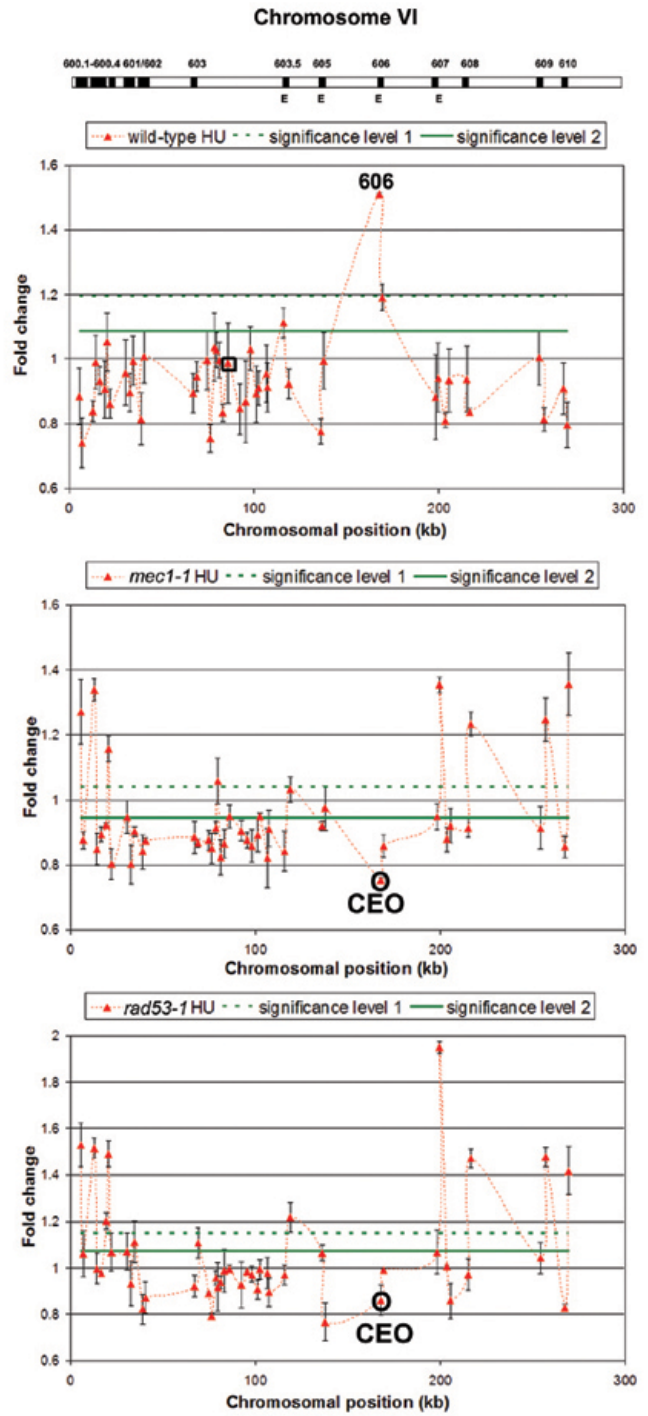 Chromosome VI
600.1-600.4 601/602 603 603.5 605 606 607 608 609 610
E E E E
wild-type HU significance level 1 significance level 2
1.6
1.4
1.2
1
0.8
0.6
Fold change
606
0 100 200 300
Chromosomal position (kb)
mec1-1 HU significance level 1 significance level 2
1.6
1.4
1.2
1
0.8
0.6
Fold change
CEO
0 100 200 300
Chromosomal position (kb)
rad53-1 HU significance level 1 significance level 2
2
1.8
1.6
1.4
1.2
1
0.8
0.6
Fold change
CEO
0 100 200 300
Chromosomal position (kb)